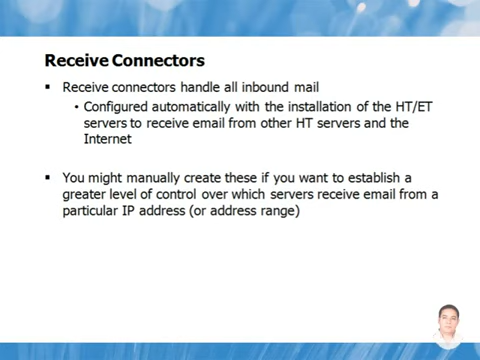 Receive Connectors
▪ Receive connectors handle all inbound mail
• Configured automatically with the installation of the HT/ET
servers to receive email from other HT servers and the
Internet
▪ You might manually create these if you want to establish a
greater level of control over which servers receive email from a
particular IP address (or address range)